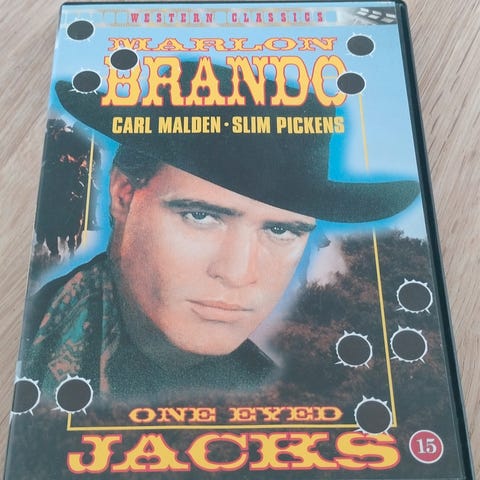 WESTERN CLASSICS
MARLON
BRANDO
CARL MALDEN · SLIM PICKENS
ONE EYED
JACKS
15